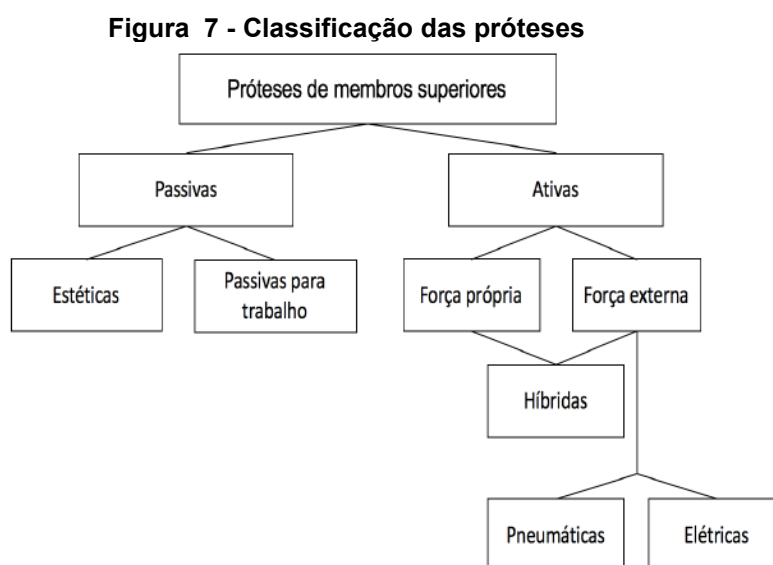 Figura 7 - Classificação das próteses
Próteses de membros superiores
Passivas
Ativas
Estéticas
Passivas para
trabalho
Força própria
Força externa
Híbridas
Pneumáticas
Elétricas